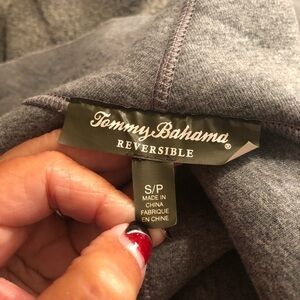 Tommy Bahama®
REVERSIBLE
S/P
MADE IN
CHINA
FABRIQUE
EN CHINE